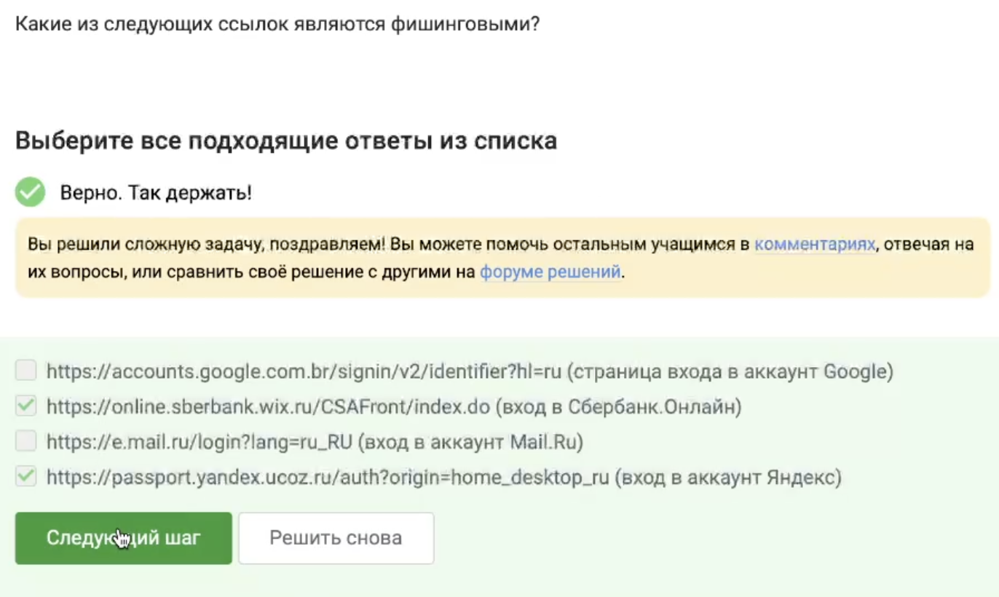 Какие из следующих ссылок являются фишинговыми?
Выберите все подходящие ответы из списка
Верно. Так держать!
Вы решили сложную задачу, поздравляем! Вы можете помочь остальным учащимся в комментариях, отвечая на
их вопросы, или сравнить своё решение с другими на форуме решений.
https://accounts.google.com.br/signin/v2/identifier?hl=ru (страница входа в аккаунт Google)
https://online.sberbank.wix.ru/CSAFront/index.do (вход в Сбербанк.Онлайн)
https://e.mail.ru/login?lang=ru_RU (вход в аккаунт Mail.Ru)
https://passport.yandex.ucoz.ru/auth?origin=home_desktop_ru (вход в аккаунт Яндекс)
Следующий шаг
Решить снова